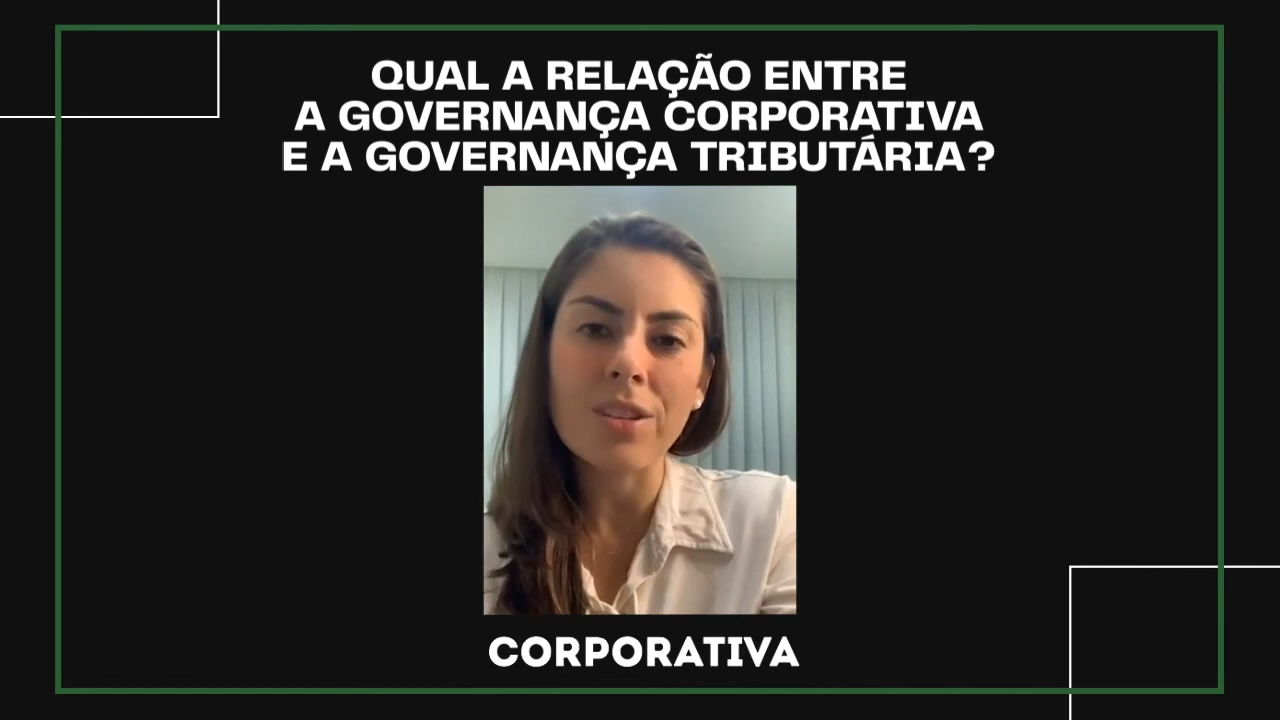 QUAL A RELAÇÃO ENTRE
A GOVERNANÇA CORPORATIVA
E A GOVERNANÇA TRIBUTÁRIA?
CORPORATIVA